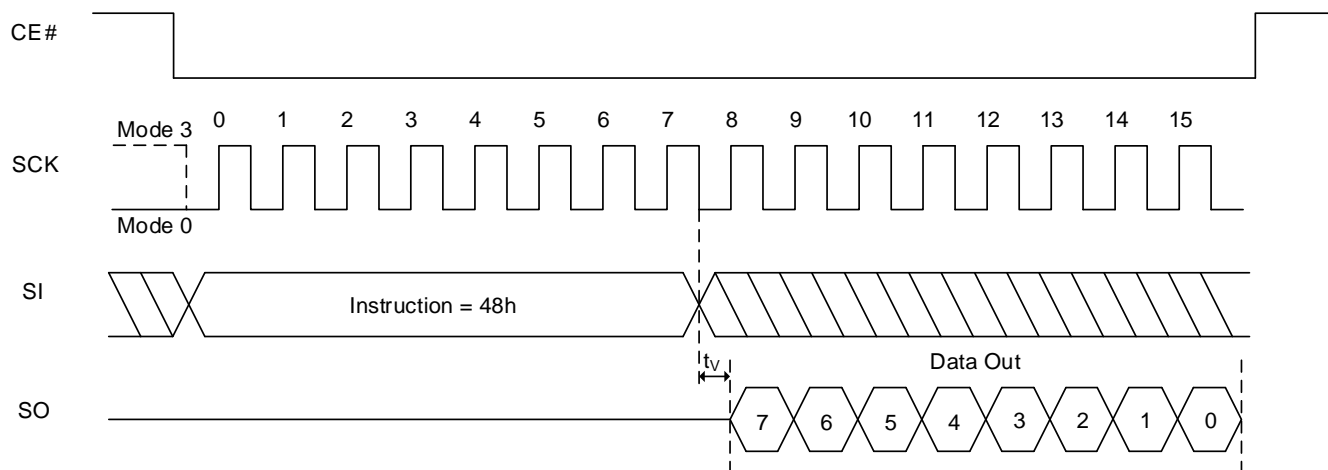 CE#
0 1 2 3 4 5 6 7 8 9 10 11 12 13 14 15
Mode 3
SCK
Mode 0
SI
Instruction = 48h
tV
Data Out
SO
7 6 5 4 3 2 1 0